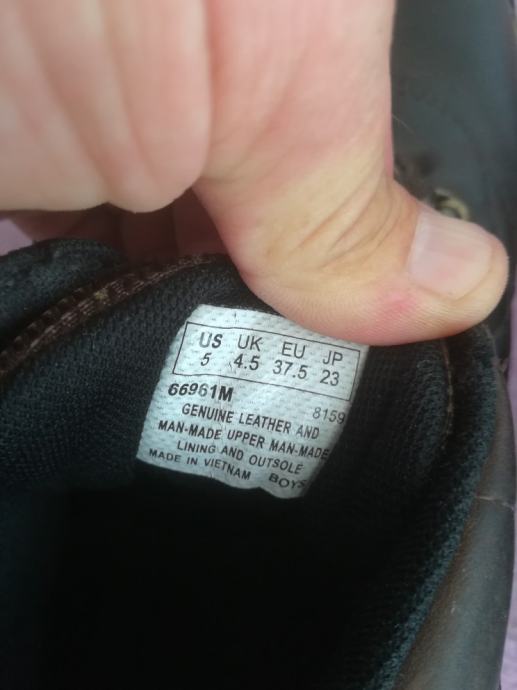 US UK EU JP
5 4.5 37.5 23
66961M 8159
GENUINE LEATHER AND
MAN-MADE UPPER MAN-MADE
LINING AND OUTSOLE
MADE IN VIETNAM BOYS